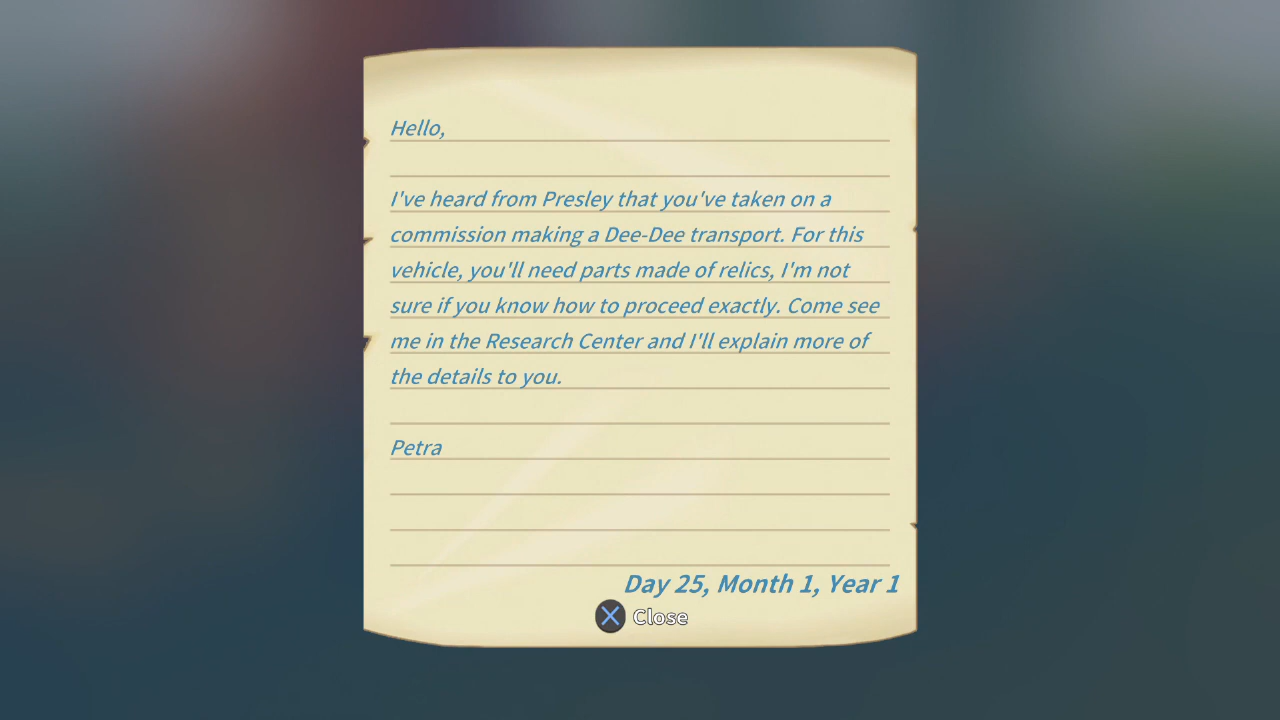 Hello,
I've heard from Presley that you've taken on a
commission making a Dee-Dee transport. For this
vehicle, you'll need parts made of relics, I'm not
sure if you know how to proceed exactly. Come see
me in the Research Center and I'll explain more of
the details to you.
Petra
Day 25, Month 1, Year 1
Close